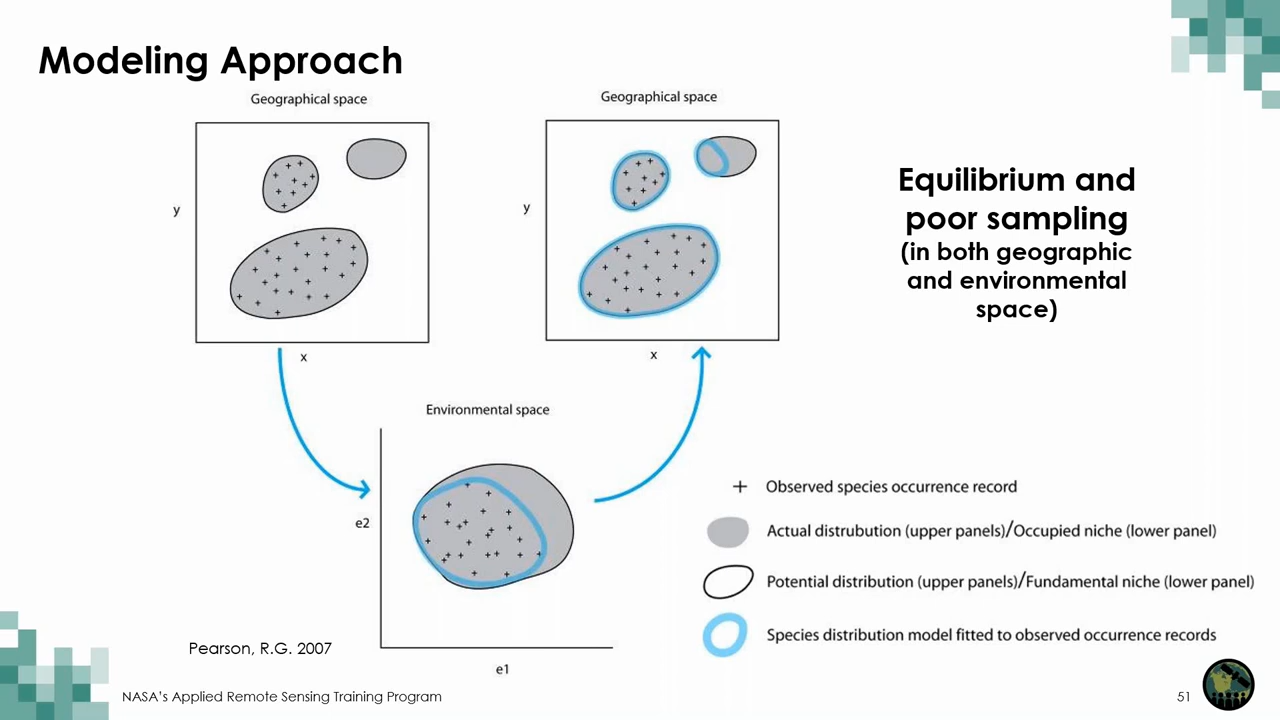 Modeling Approach
Geographical space
y
x
Geographical space
y
x
Equilibrium and
poor sampling
(in both geographic
and environmental
space)
Environmental space
e2
e1
Observed species occurrence record
Actual distrubution (upper panels)/Occupied niche (lower panel)
Potential distribution (upper panels)/Fundamental niche (lower panel)
Species distribution model fitted to observed occurrence records
Pearson, R.G. 2007
NASA's Applied Remote Sensing Training Program
51